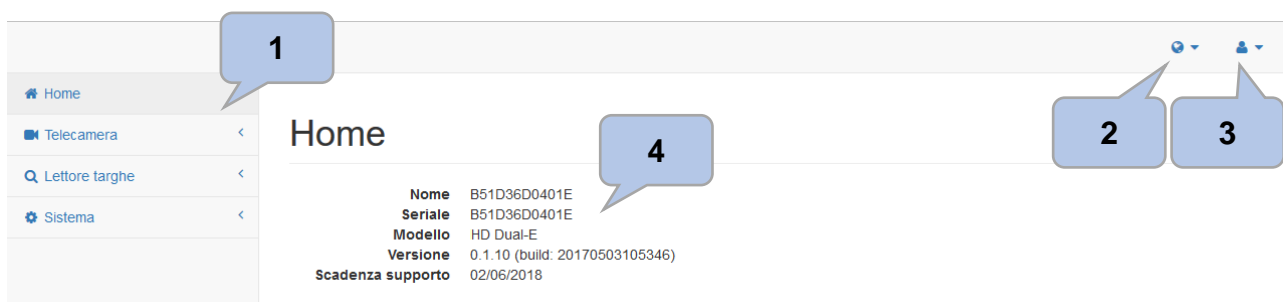 1
Home
Telecamera
Lettore targhe
Sistema
2
3
Home
4
Nome B51D36D0401E
Seriale B51D36D0401E
Modello HD Dual-E
Versione 0.1.10 (build: 20170503105346)
Scadenza supporto 02/06/2018